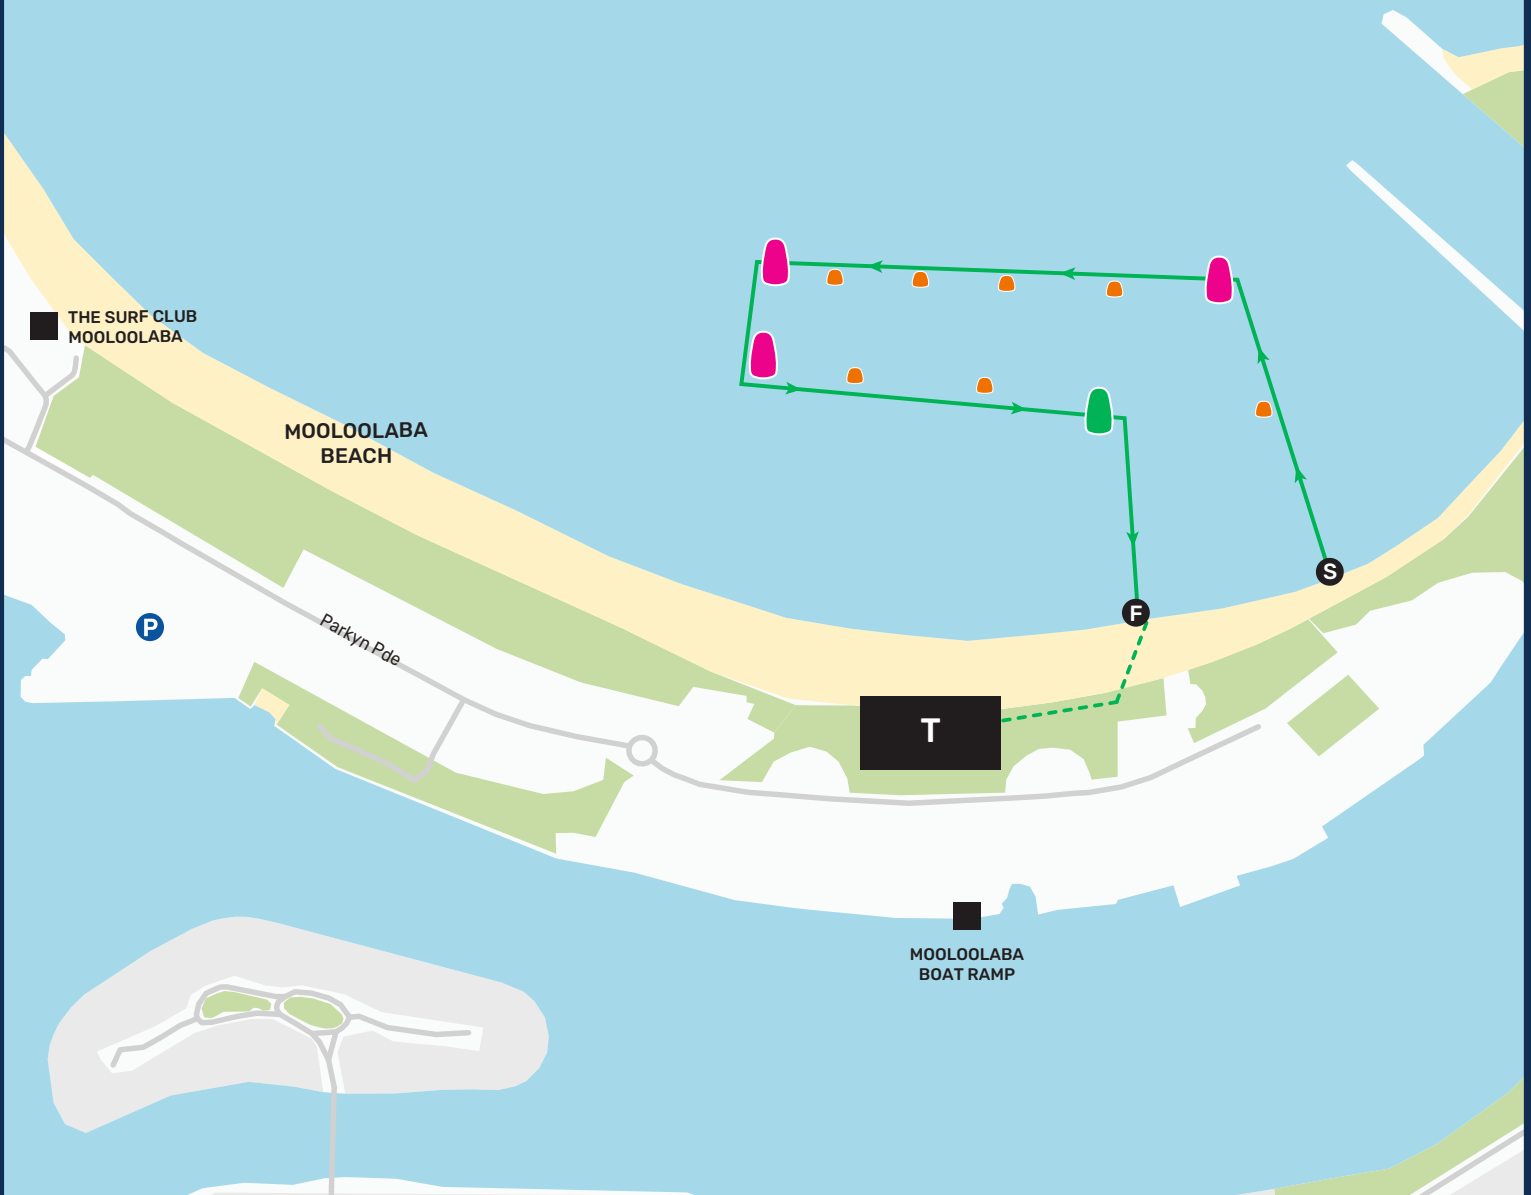 THE SURF CLUB
MOOLOOLABA
MOOLOOLABA
BEACH
S
F
P
Parkyn Pde
T
MOOLOOLABA
BOAT RAMP